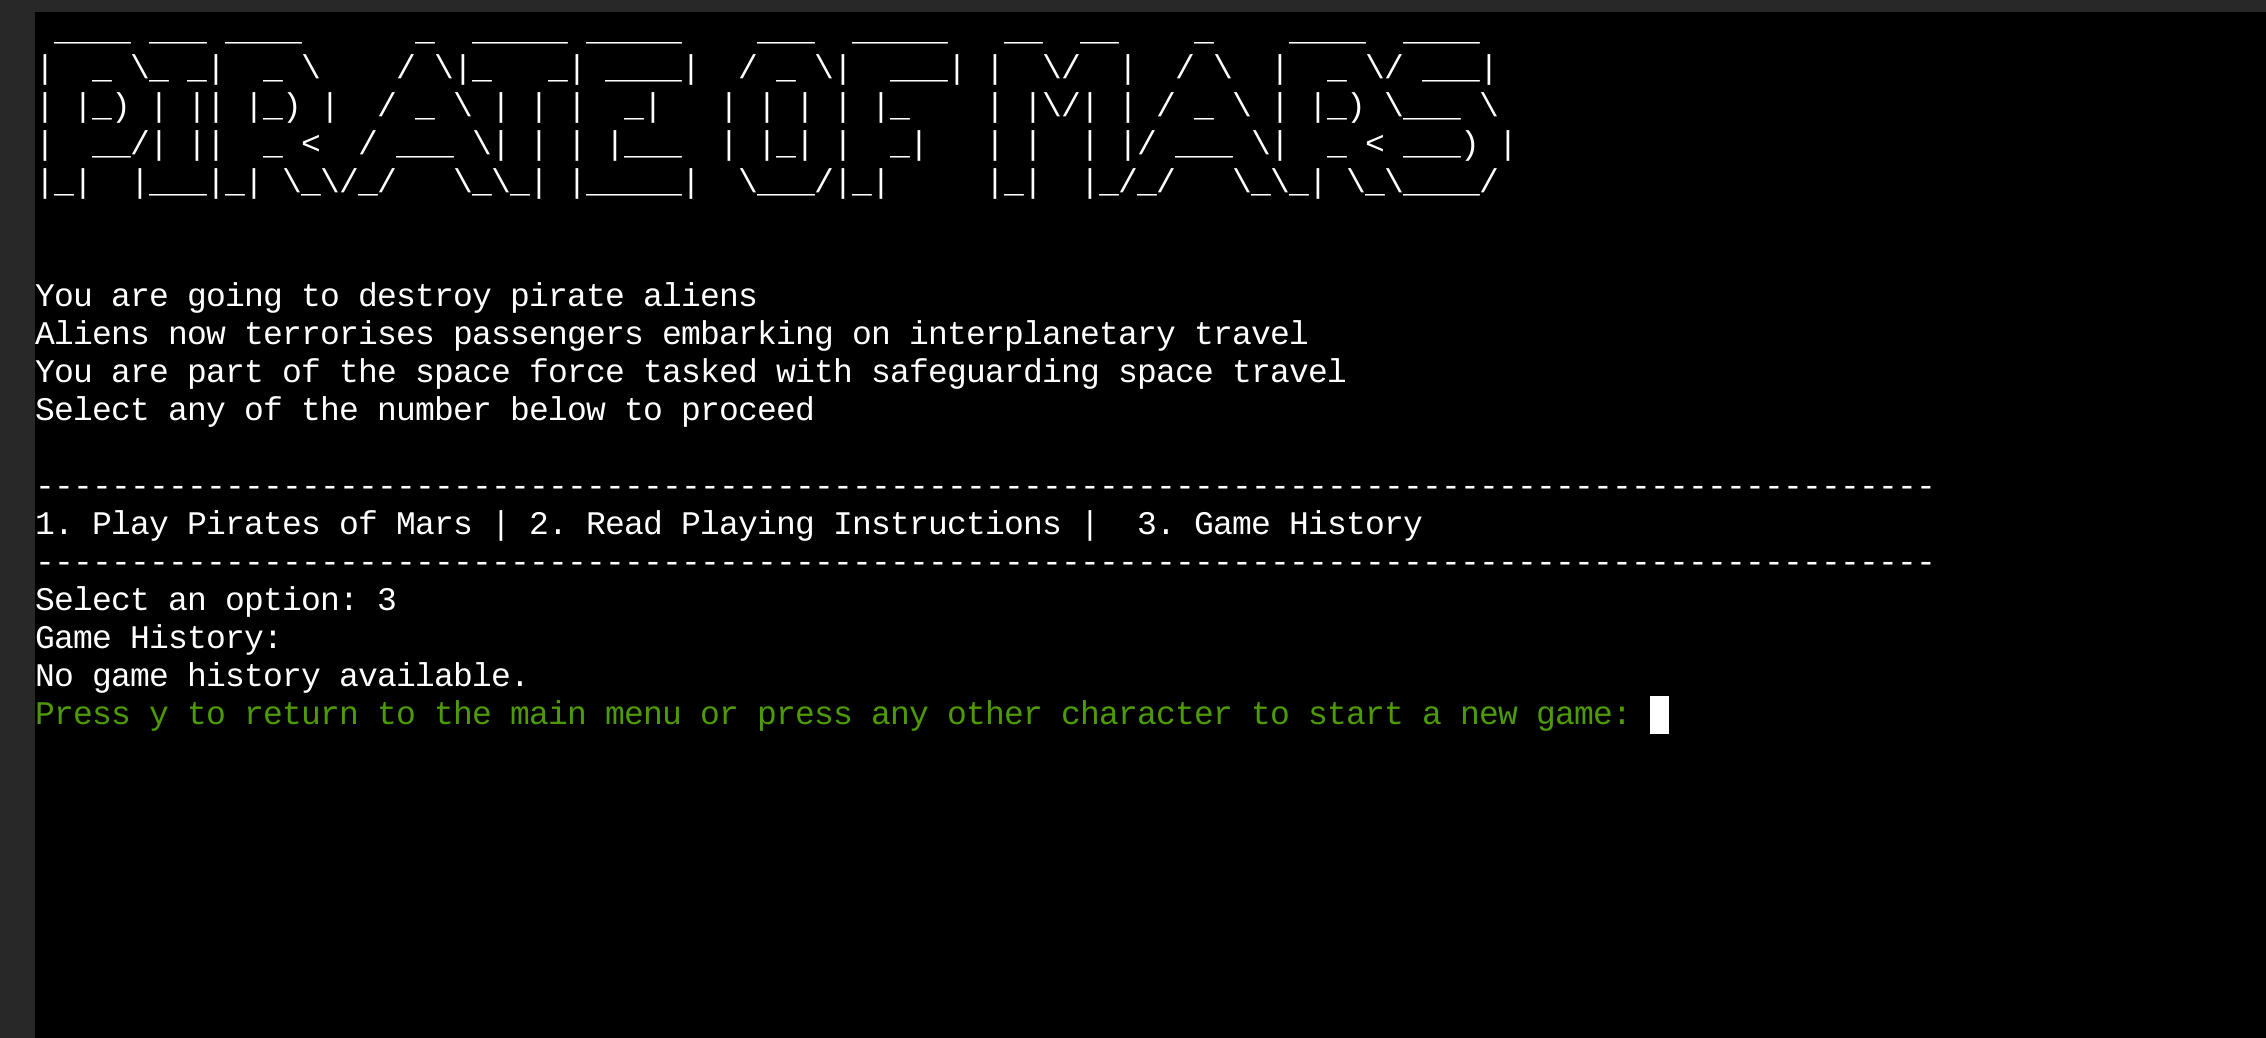 PIRATE OF MARS
You are going to destroy pirate aliens
Aliens now terrorises passengers embarking on interplanetary travel
You are part of the space force tasked with safeguarding space travel
Select any of the number below to proceed
----------------------------------------------------------------------------------------------------
1. Play Pirates of Mars | 2. Read Playing Instructions |  3. Game History
----------------------------------------------------------------------------------------------------
Select an option: 3
Game History:
No game history available.
Press y to return to the main menu or press any other character to start a new game: